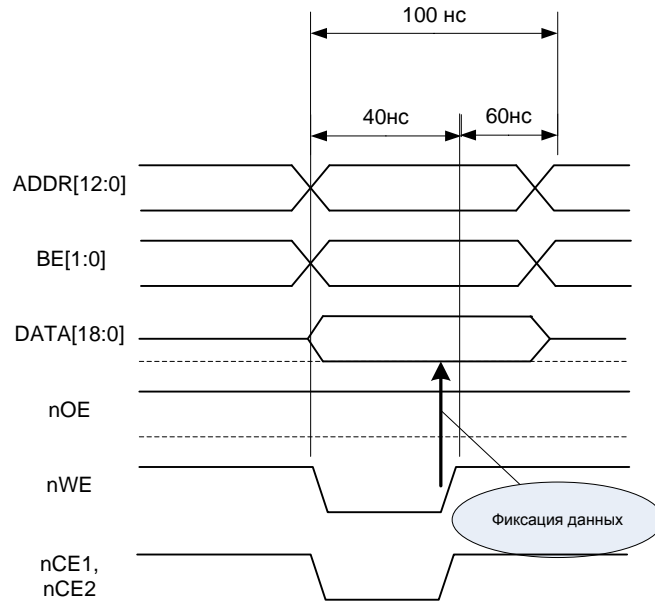 100 нс
40нс
60нс
ADDR[12:0]
BE[1:0]
DATA[18:0]
nOE
nWE
Фиксация данных
nCE1,
nCE2